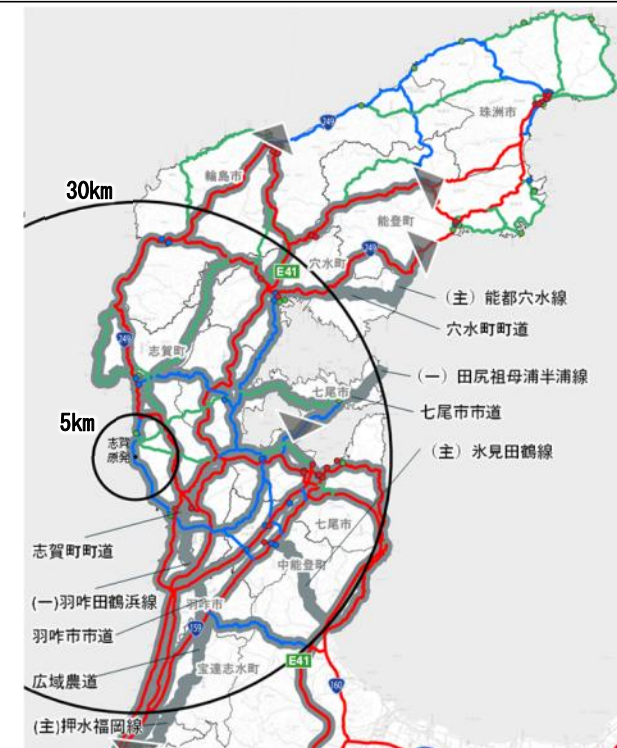 珠洲市
249
輪島市
30km
能登町
249
穴水町
E41
(主)能都穴水線
穴水町町道
249
志賀町
(一)田尻祖母浦半浦線
七尾市
七尾市市道
5km
志賀
原発
(主)氷見田鶴線
七尾市
志賀町町道
中能登町
(一)羽咋田鶴浜線
羽咋市
羽咋市市道
159
広域農道
宝達志水町
E41
160
(主)押水福岡線